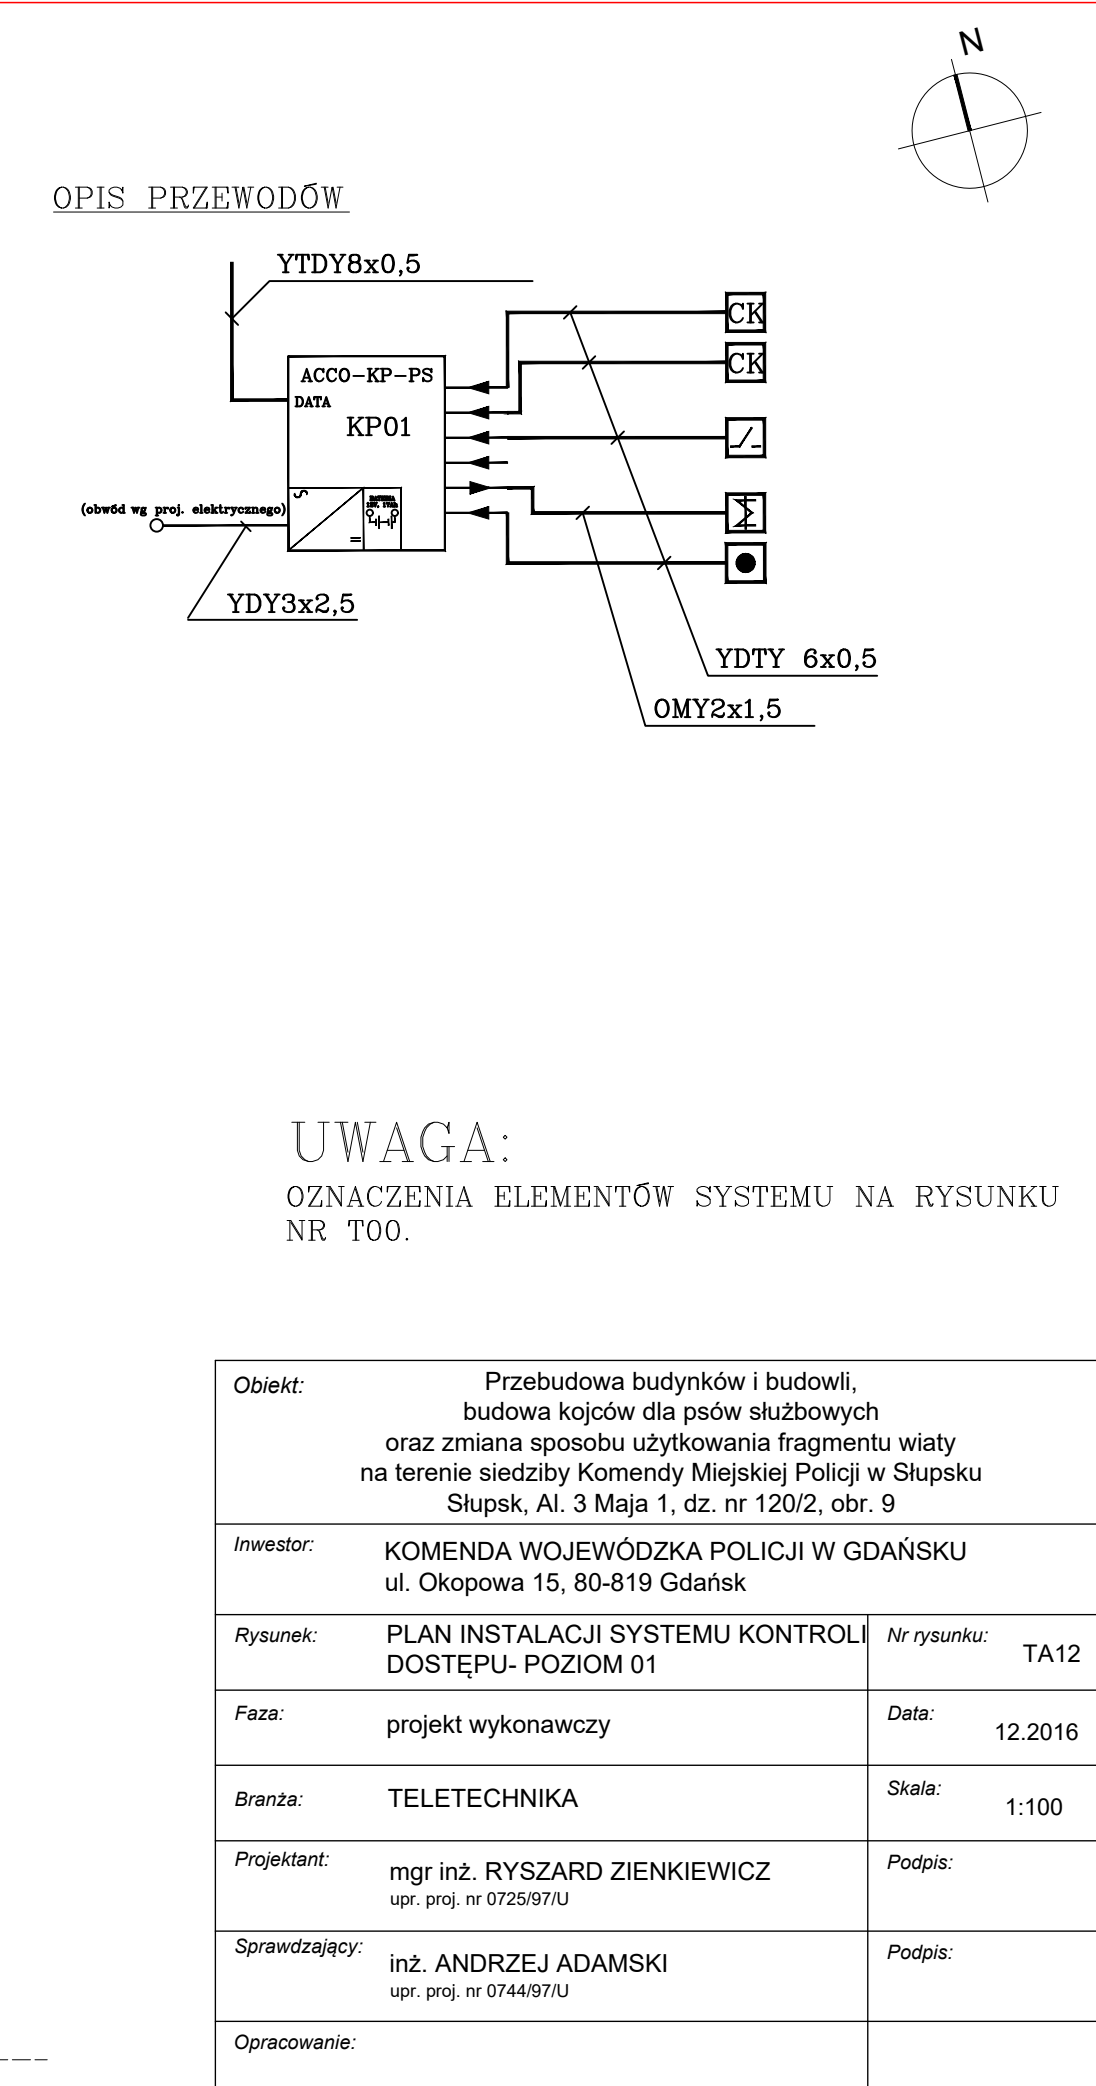 N
OPIS PRZEWODÓW
YTDY8x0,5
CK
CK
ACCO-KP-PS
DATA
KP01
(obwód wg proj. elektrycznego)
BATERIA
12V, 17Ah
YDY3x2,5
YDTY 6x0,5
OMY2x1,5
UWAGA:
OZNACZENIA ELEMENTÓW SYSTEMU NA RYSUNKU
NR T00.
Obiekt:
Przebudowa budynków i budowli,
budowa kojców dla psów służbowych
oraz zmiana sposobu użytkowania fragmentu wiaty
na terenie siedziby Komendy Miejskiej Policji w Słupsku
Słupsk, Al. 3 Maja 1, dz. nr 120/2, obr. 9
Inwestor:
KOMENDA WOJEWÓDZKA POLICJI W GDAŃSKU
ul. Okopowa 15, 80-819 Gdańsk
Rysunek:
PLAN INSTALACJI SYSTEMU KONTROLI
DOSTĘPU- POZIOM 01
Nr rysunku:
TA12
Faza:
projekt wykonawczy
Data:
12.2016
Branża:
TELETECHNIKA
Skala:
1:100
Projektant:
mgr inż. RYSZARD ZIENKIEWICZ
upr. proj. nr 0725/97/U
Podpis:
Sprawdzający:
inż. ANDRZEJ ADAMSKI
upr. proj. nr 0744/97/U
Podpis:
Opracowanie: